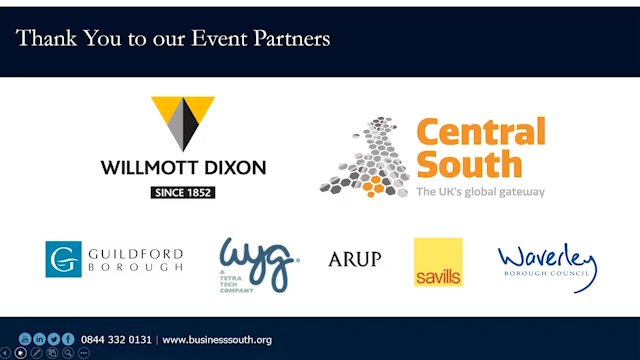 Thank You to our Event Partners
WILLMOTT DIXON
SINCE 1852
Central
South
The UK's global gateway
G GUILDFORD
BOROUGH
wyg
A
TETRA
TECH
COMPANY
ARUP
savills
Waverley
BOROUGH COUNCIL
0844 332 0131 | www.businesssouth.org